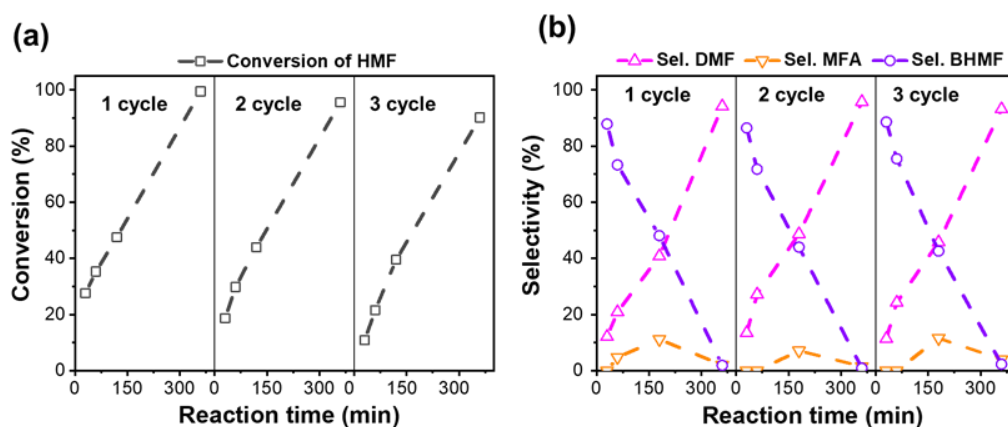 (a)
Conversion of HMF
1 cycle
2 cycle
3 cycle
100
80
60
40
20
0
Conversion (%)
0 150 300 0 150 300 0 150 300
Reaction time (min)
(b)
Sel. DMF Sel. MFA Sel. BHMF
1 cycle
2 cycle
3 cycle
100
80
60
40
20
0
Selectivity (%)
0 150 300 0 150 300 0 150 300
Reaction time (min)